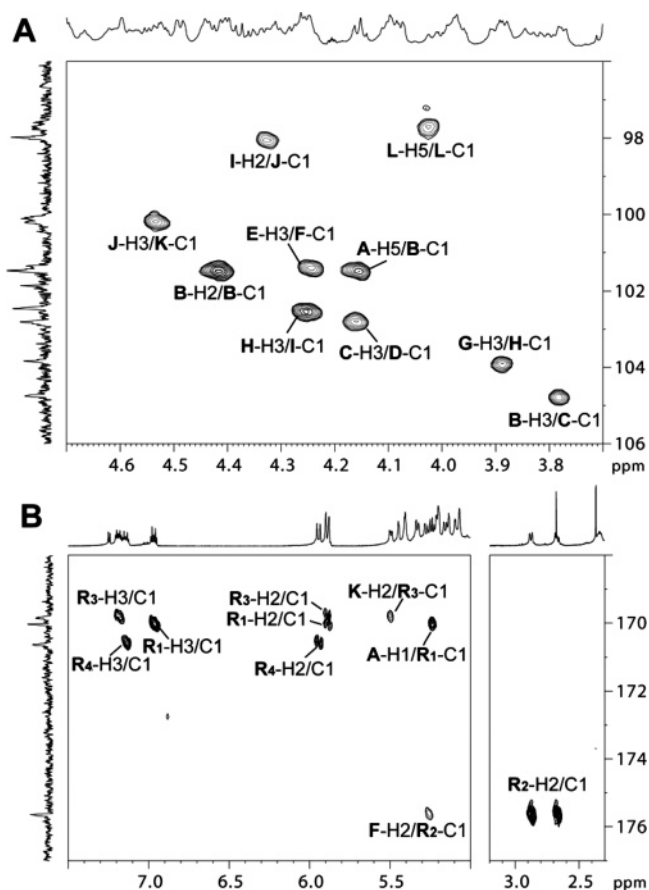 A
98
I-H2/J-C1
L-H5/L-C1
100
J-H3/K-C1
E-H3/F-C1
A-H5/B-C1
B-H2/B-C1
102
H-H3/I-C1
C-H3/D-C1
G-H3/H-C1
104
B-H3/C-C1
106
4.6 4.5 4.4 4.3 4.2 4.1 4.0 3.9 3.8 ppm
B
R3-H3/C1
R3-H2/C1
K-H2/R3-C1
170
R1-H2/C1
R1-H3/C1
R4-H3/C1
R4-H2/C1
A-H1/R1-C1
172
174
R2-H2/C1
F-H2/R2-C1
176
7.0 6.0 5.0 3.0 2.5 ppm